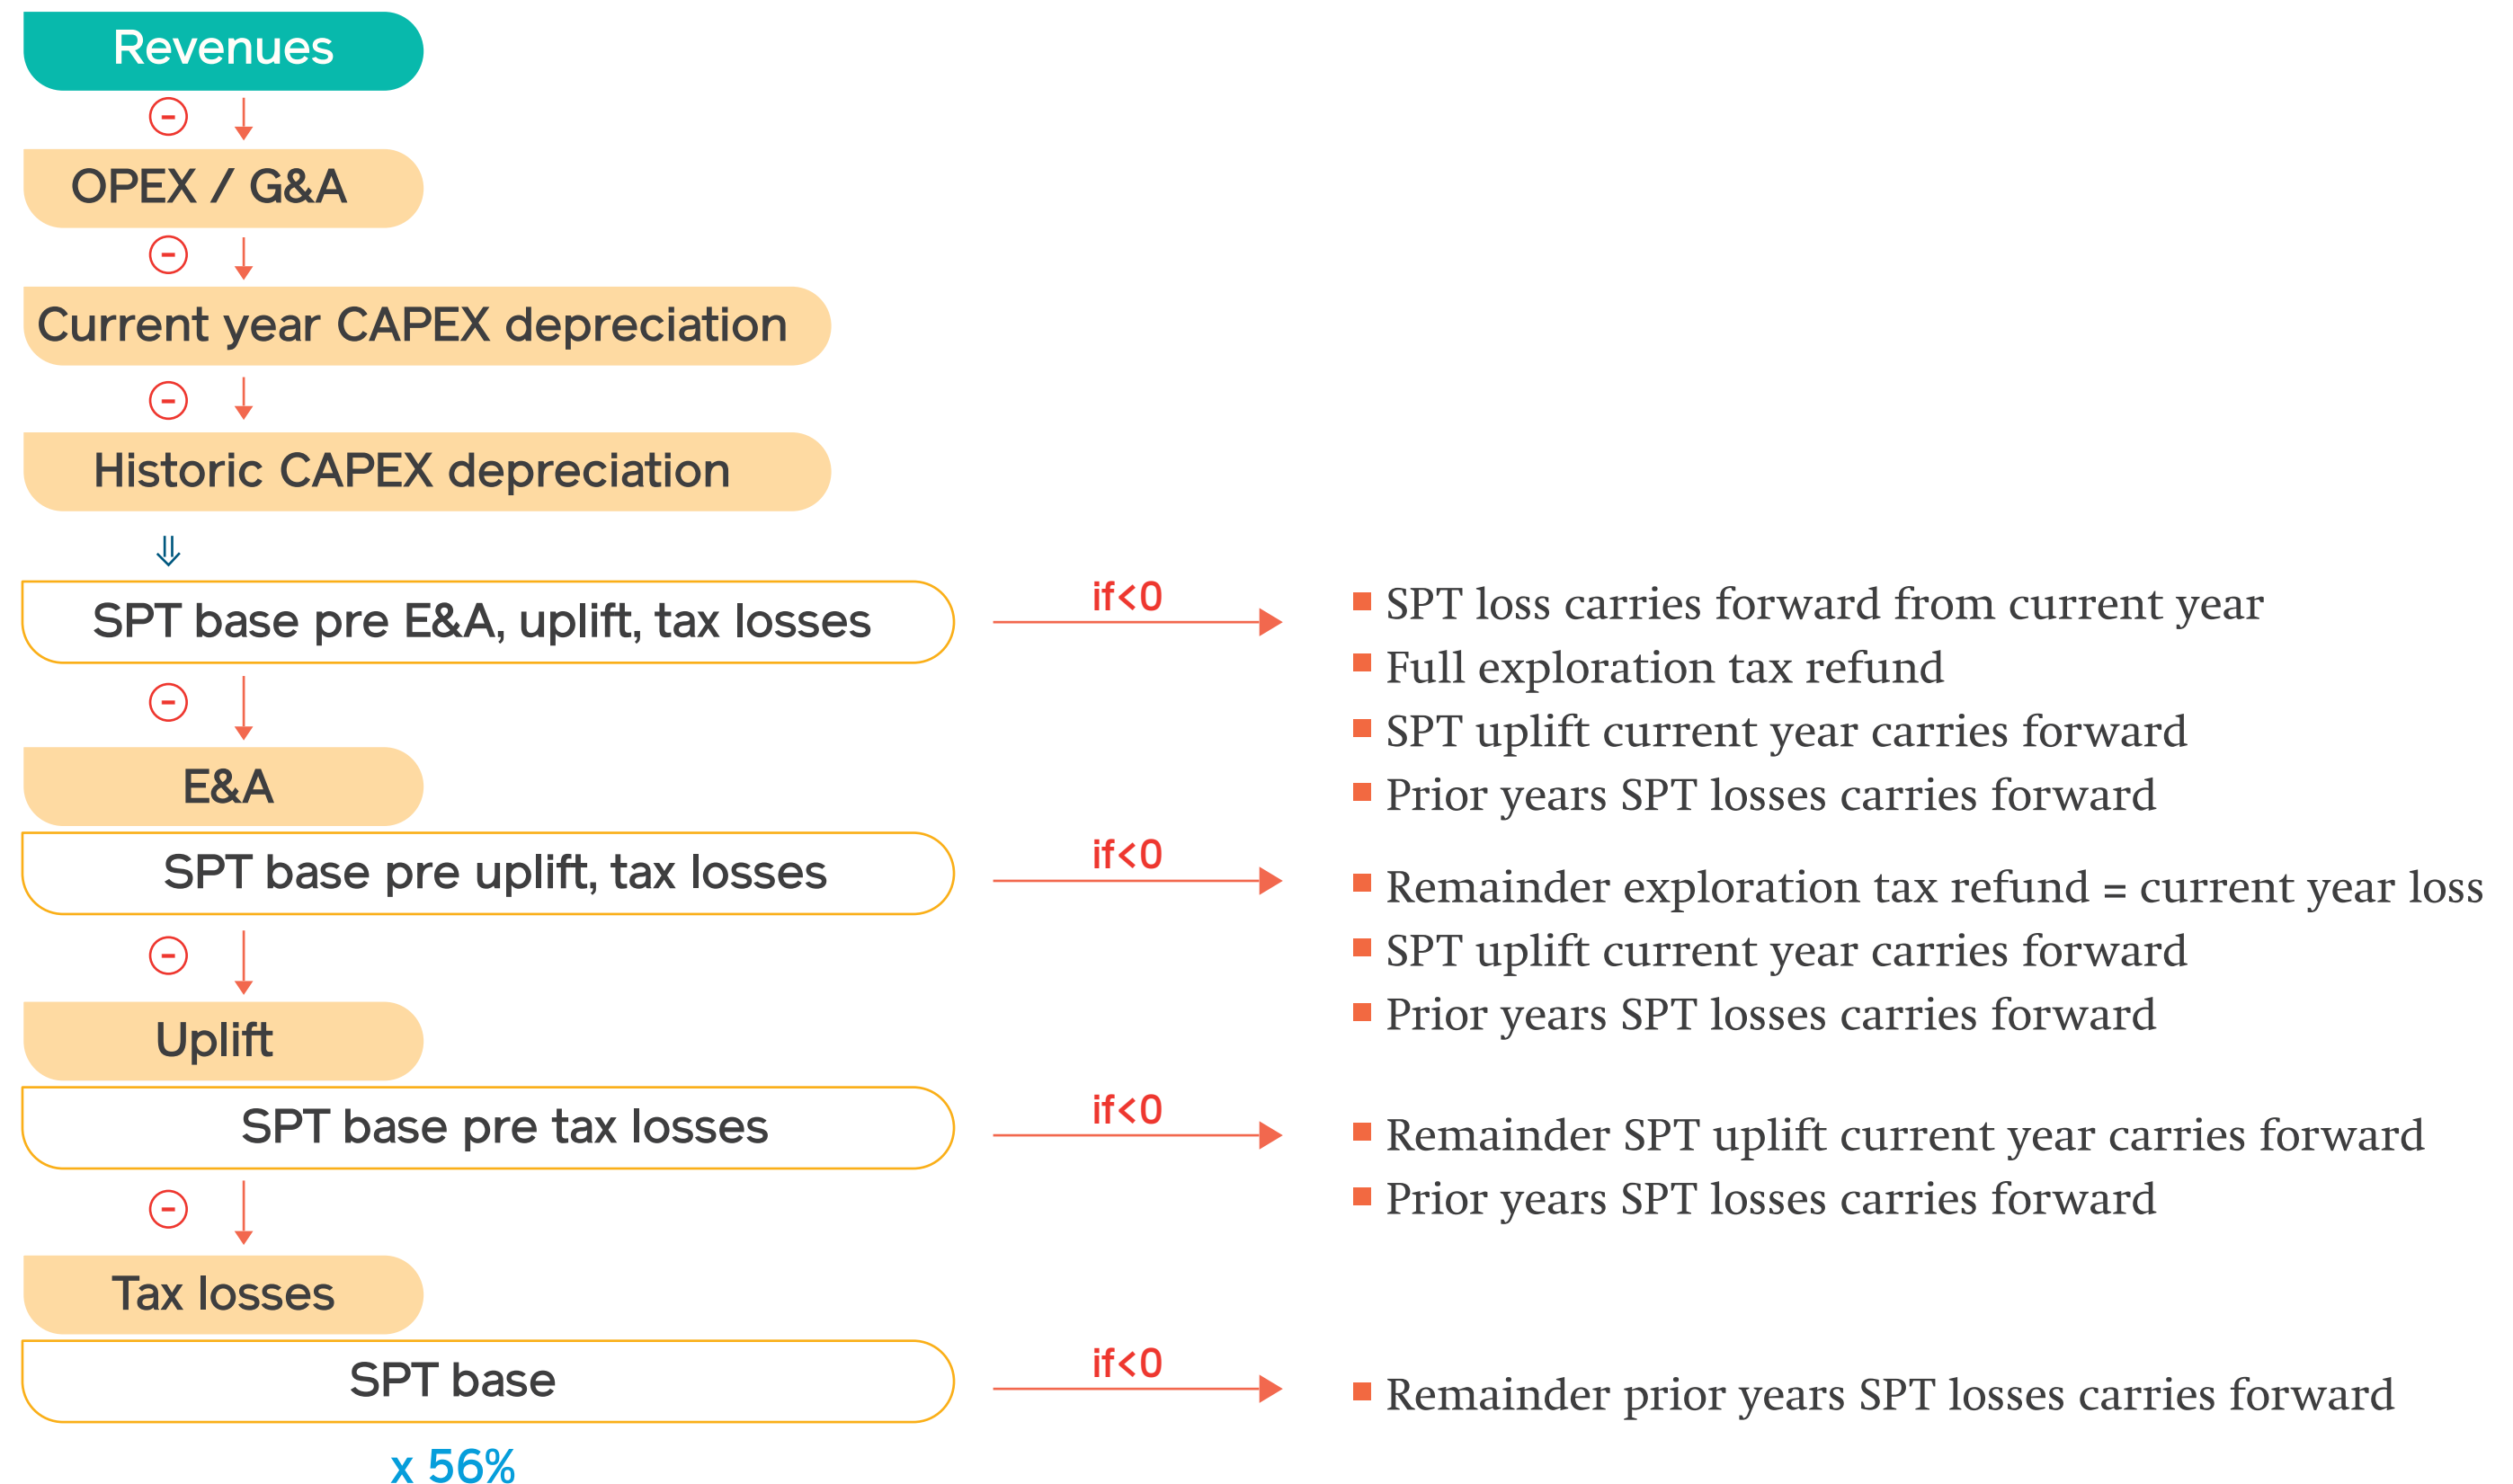 Revenues
-
OPEX / G&A
-
Current year CAPEX depreciation
-
Historic CAPEX depreciation
⇓
SPT base pre E&A, uplift, tax losses
if<0
SPT loss carries forward from current year
Full exploration tax refund
SPT uplift current year carries forward
Prior years SPT losses carries forward
-
E&A
SPT base pre uplift, tax losses
if<0
Remainder exploration tax refund = current year loss
SPT uplift current year carries forward
Prior years SPT losses carries forward
-
Uplift
SPT base pre tax losses
if<0
Remainder SPT uplift current year carries forward
Prior years SPT losses carries forward
-
Tax losses
SPT base
if<0
Remainder prior years SPT losses carries forward
x 56%